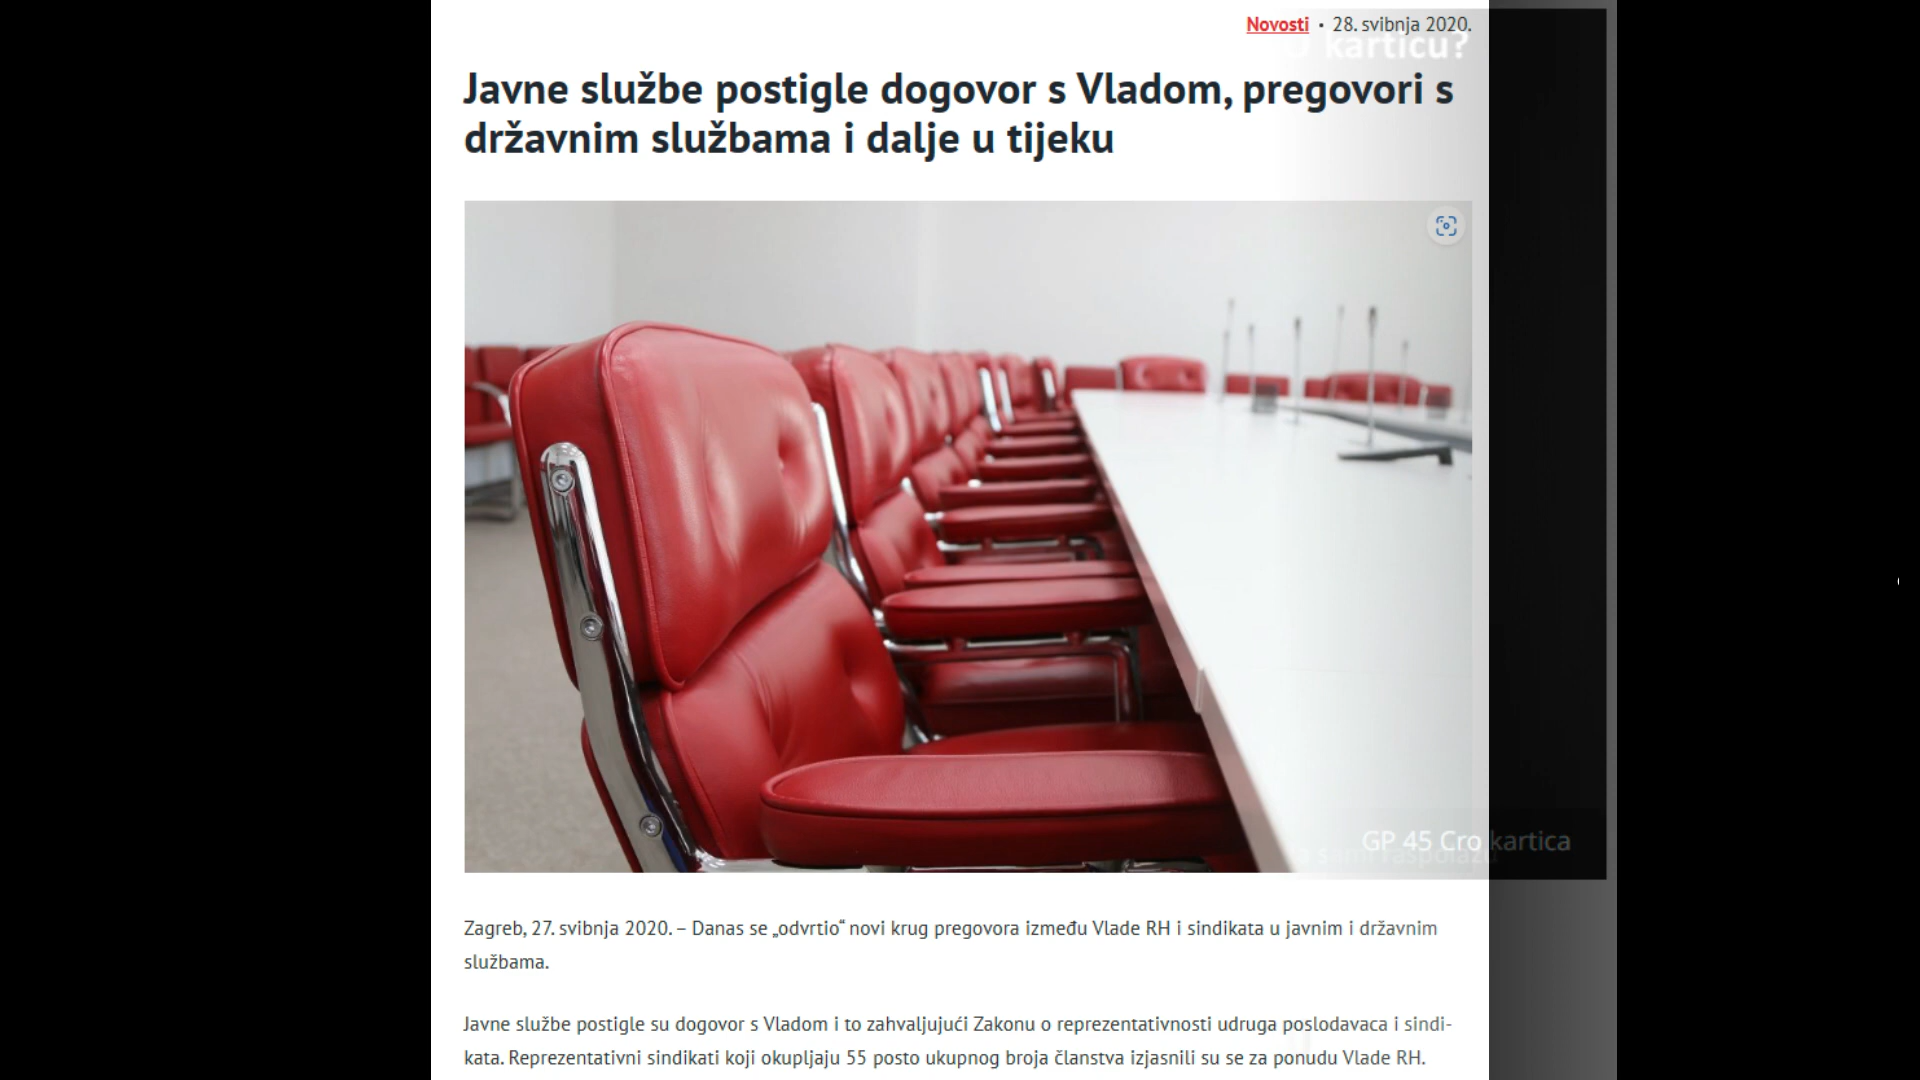 Novosti • 28. svibnja 2020.
karticu?
Javne službe postigle dogovor s Vladom, pregovori s
državnim službama i dalje u tijeku
GP 45 Cro kartica
Zagreb, 27. svibnja 2020. – Danas se „odvrtio“ novi krug pregovora između Vlade RH i sindikata u javnim i državnim
službama.
Javne službe postigle su dogovor s Vladom i to zahvaljujući Zakonu o reprezentativnosti udruga poslodavaca i sindi-
kata. Reprezentativni sindikati koji okupljaju 55 posto ukupnog broja članstva izjasnili su se za ponudu Vlade RH.